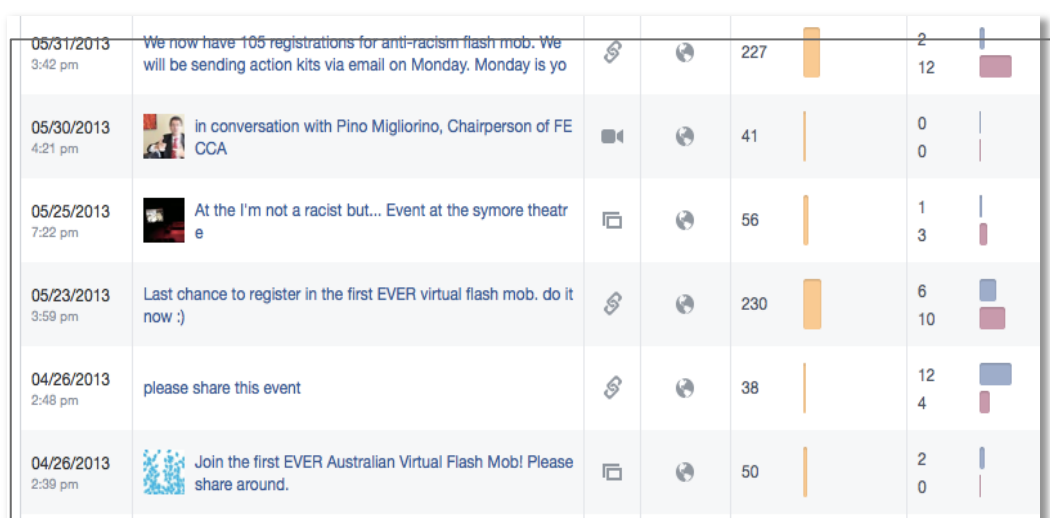 05/31/2013
3:42 pm
We now have 105 registrations for anti-racism flash mob. We
will be sending action kits via email on Monday. Monday is yo
227
2
12
05/30/2013
4:21 pm
in conversation with Pino Migliorino, Chairperson of FE
CCA
41
0
0
05/25/2013
7:22 pm
At the I'm not a racist but... Event at the symore theatr
e
56
1
3
05/23/2013
3:59 pm
Last chance to register in the first EVER virtual flash mob. do it
now :)
230
6
10
04/26/2013
2:48 pm
please share this event
38
12
4
04/26/2013
2:39 pm
Join the first EVER Australian Virtual Flash Mob! Please
share around.
50
2
0